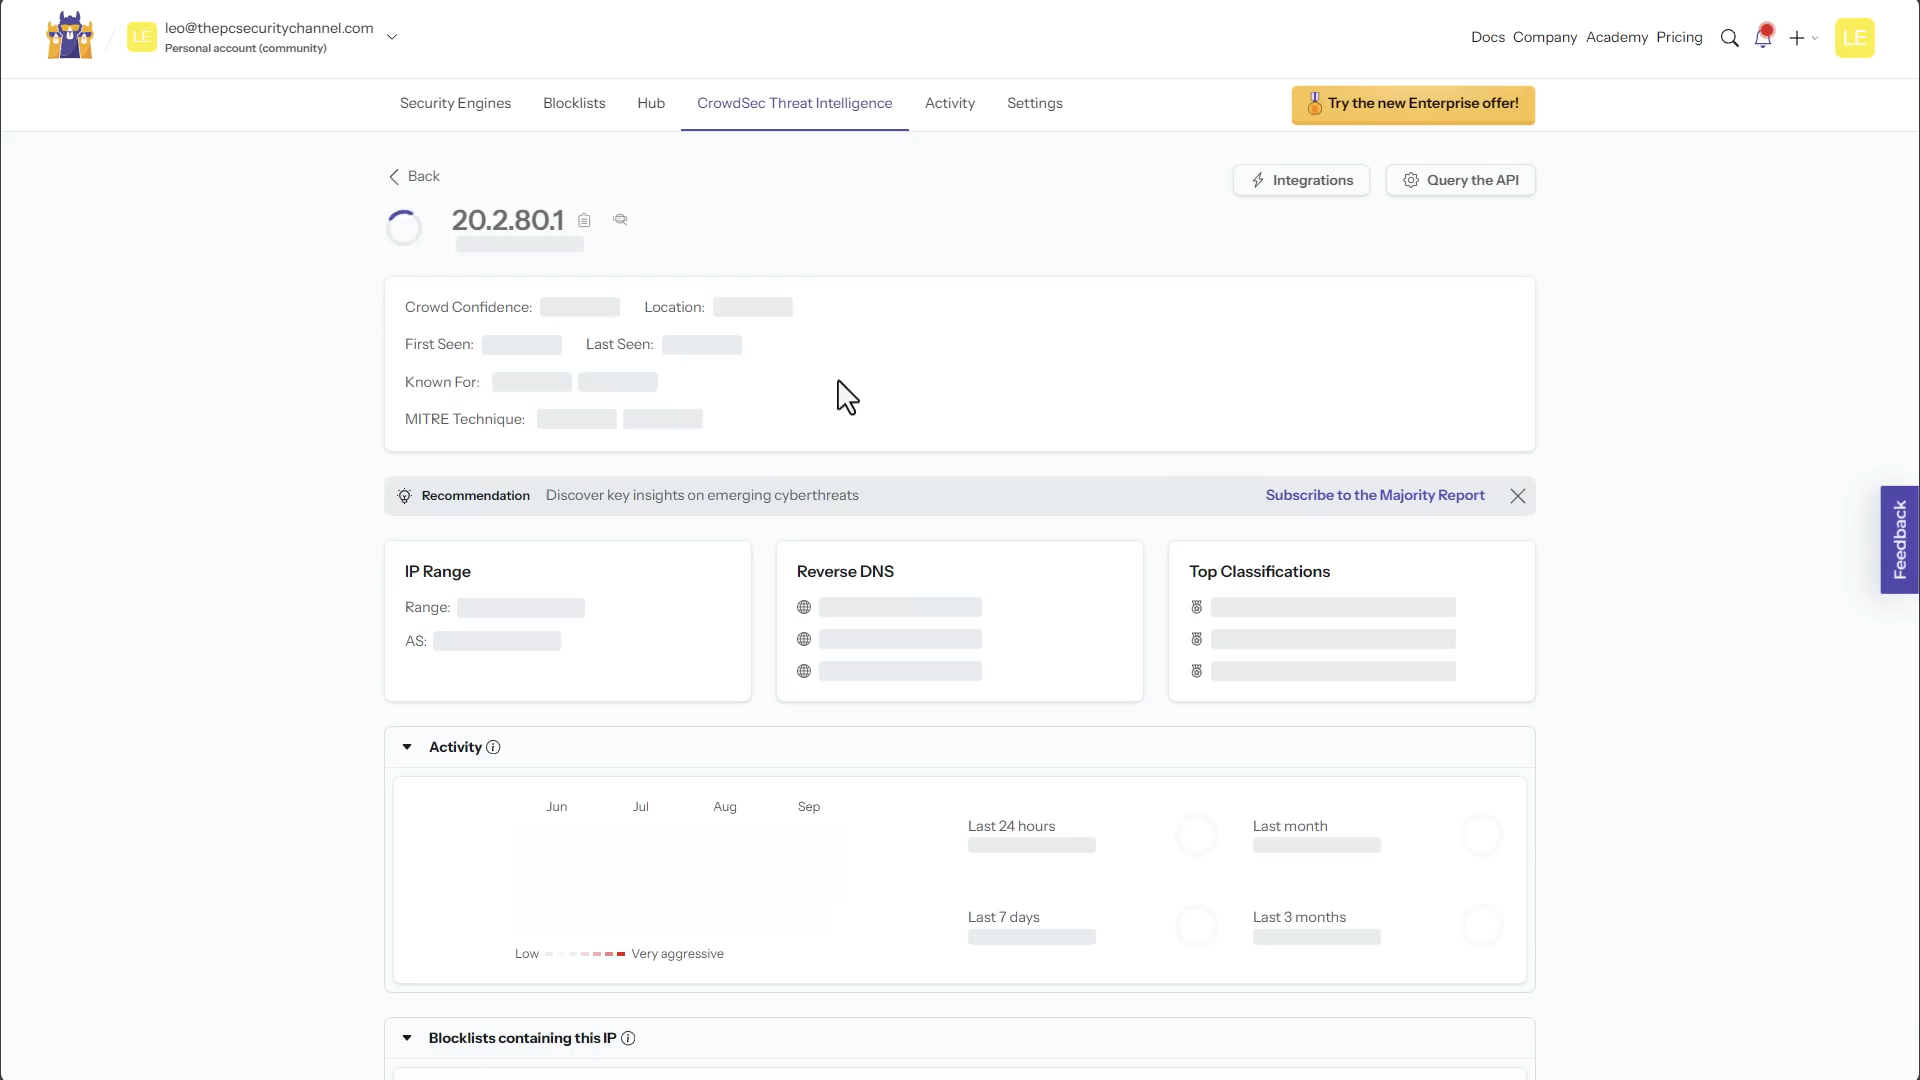 LE
leo@thepcsecuritychannel.com
Personal account (community)
Docs Company Academy Pricing
LE
Security Engines Blocklists Hub CrowdSec Threat Intelligence Activity Settings
Try the new Enterprise offer!
Back
Integrations
Query the API
20.2.80.1
Crowd Confidence: Location:
First Seen: Last Seen:
Known For:
MITRE Technique:
Recommendation Discover key insights on emerging cyberthreats
Subscribe to the Majority Report
Feedback
IP Range
Range:
AS:
Reverse DNS
Top Classifications
Activity
Jun Jul Aug Sep
Low Very aggressive
Last 24 hours
Last month
Last 7 days
Last 3 months
Blocklists containing this IP